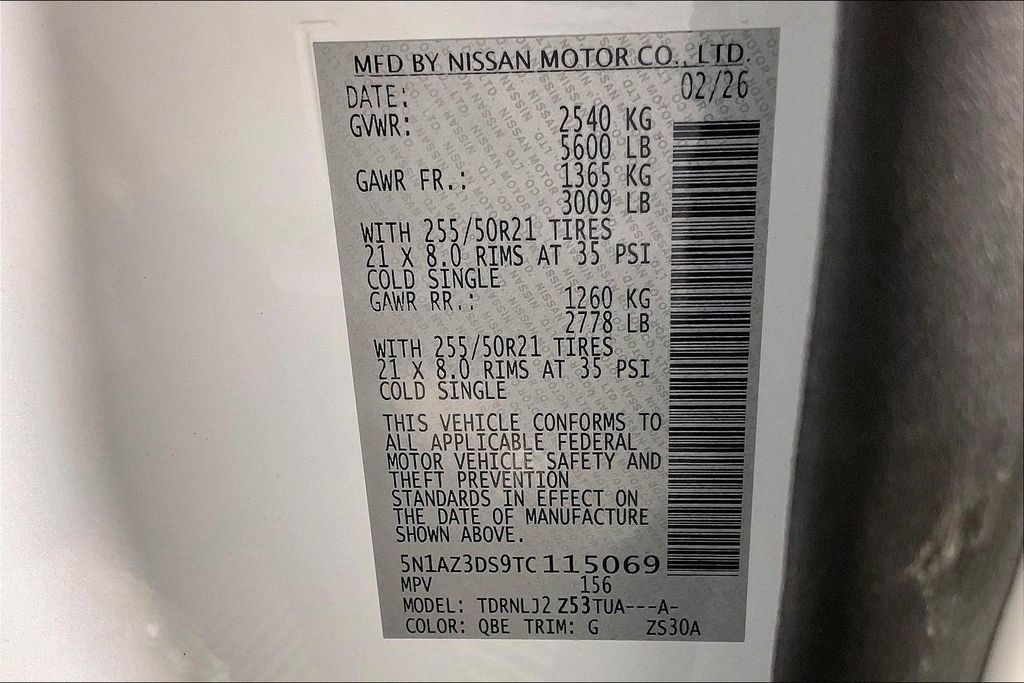 MFD BY NISSAN MOTOR CO., LTD.
DATE: 02/26
GVWR: 2540 KG
5600 LB
GAWR FR.: 1365 KG
3009 LB
WITH 255/50R21 TIRES
21 X 8.0 RIMS AT 35 PSI
COLD SINGLE
GAWR RR.: 1260 KG
2778 LB
WITH 255/50R21 TIRES
21 X 8.0 RIMS AT 35 PSI
COLD SINGLE
THIS VEHICLE CONFORMS TO
ALL APPLICABLE FEDERAL
MOTOR VEHICLE SAFETY AND
THEFT PREVENTION
STANDARDS IN EFFECT ON
THE DATE OF MANUFACTURE
SHOWN ABOVE.
5N1AZ3DS9TC115069
MPV 156
MODEL: TDRNLJ2 Z53TUA---A-
COLOR: QBE TRIM: G ZS30A